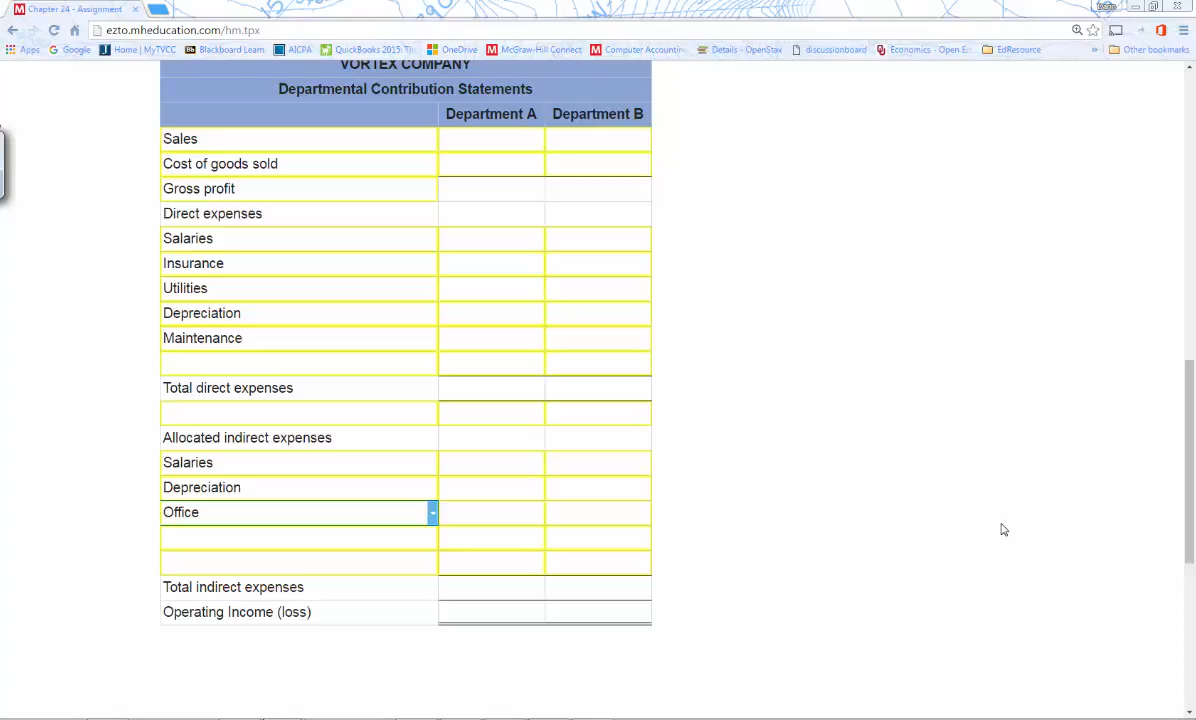 Chapter 24 - Assignment
ezto.mheducation.com/hm.tpx
Apps Google Home | MyTVCC Blackboard Learn AICPA QuickBooks 2015: Th OneDrive McGraw-Hill Connect Computer Accountin Details - OpenStax discussionboard Economics - Open Es EdResource » Other bookmarks
VORTEX COMPANY
Departmental Contribution Statements
Department A Department B
Sales
Cost of goods sold
Gross profit
Direct expenses
Salaries
Insurance
Utilities
Depreciation
Maintenance
Total direct expenses
Allocated indirect expenses
Salaries
Depreciation
Office
Total indirect expenses
Operating Income (loss)